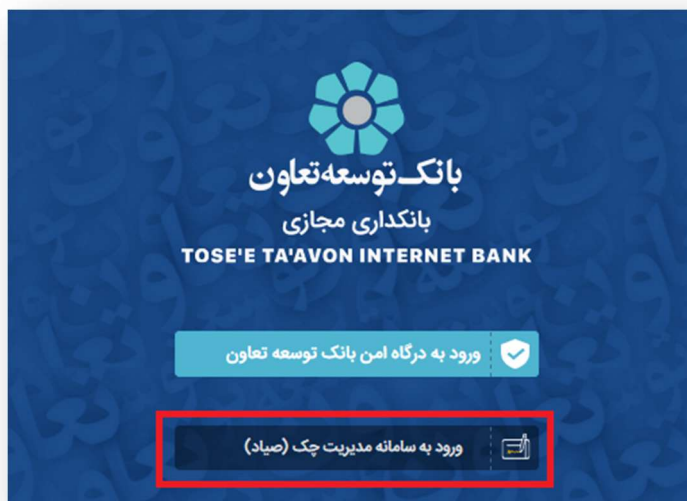 بانک توسعه تعاون
بانکداری مجازی
TOSE'E TA'AVON INTERNET BANK
ورود به درگاه امن بانک توسعه تعاون
ورود به سامانه مدیریت چک (صیاد)